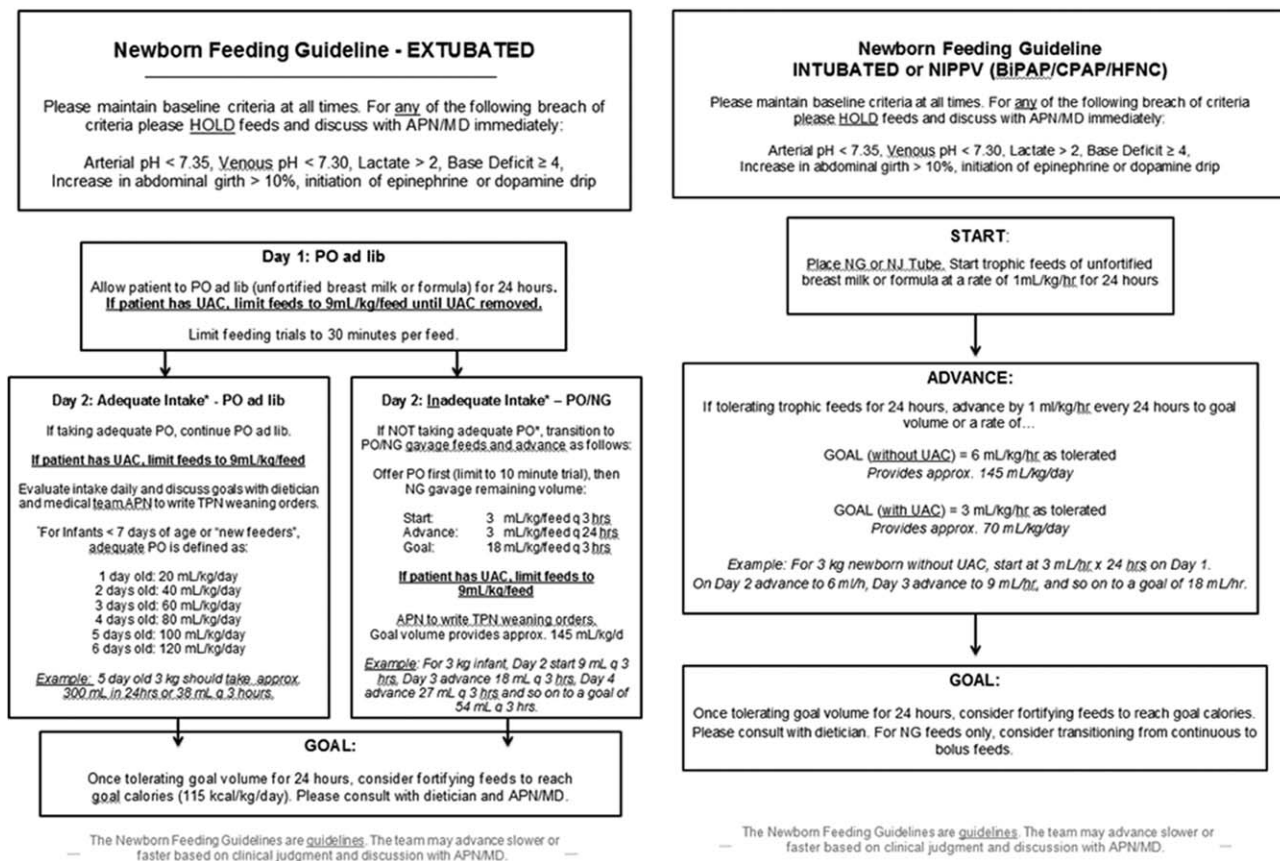 Newborn Feeding Guideline - EXTUBATED
Please maintain baseline criteria at all times. For any of the following breach of
criteria please HOLD feeds and discuss with APN/MD immediately:
Arterial pH < 7.35, Venous pH < 7.30, Lactate > 2, Base Deficit ≥ 4,
Increase in abdominal girth > 10%, initiation of epinephrine or dopamine drip
Day 1: PO ad lib
Allow patient to PO ad lib (unfortified breast milk or formula) for 24 hours.
If patient has UAC, limit feeds to 9mL/kg/feed until UAC removed.
Limit feeding trials to 30 minutes per feed.
Day 2: Adequate Intake* - PO ad lib
If taking adequate PO, continue PO ad lib.
If patient has UAC, limit feeds to 9mL/kg/feed
Evaluate intake daily and discuss goals with dietician
and medical team APN to write TPN weaning orders.
*For Infants < 7 days of age or "new feeders",
adequate PO is defined as:
1 day old: 20 mL/kg/day
2 days old: 40 mL/kg/day
3 days old: 60 mL/kg/day
4 days old: 80 mL/kg/day
5 days old: 100 mL/kg/day
6 days old: 120 mL/kg/day
Example: 5 day old 3 kg should take approx.
300 mL in 24hrs or 38 mL q 3 hours.
Day 2: Inadequate Intake* – PO/NG
If NOT taking adequate PO*, transition to
PO/NG gavage feeds and advance as follows:
Offer PO first (limit to 10 minute trial), then
NG gavage remaining volume:
Start: 3 mL/kg/feed q 3 hrs
Advance: 3 mL/kg/feed q 24 hrs
Goal: 18 mL/kg/feed q 3 hrs
If patient has UAC, limit feeds to
9mL/kg/feed
APN to write TPN weaning orders.
Goal volume provides approx. 145 mL/kg/d
Example: For 3 kg infant, Day 2 start 9 mL q 3
hrs, Day 3 advance 18 mL q 3 hrs, Day 4
advance 27 mL q 3 hrs and so on to a goal of
54 mL q 3 hrs.
GOAL:
Once tolerating goal volume for 24 hours, consider fortifying feeds to reach
goal calories (115 kcal/kg/day). Please consult with dietician and APN/MD.
The Newborn Feeding Guidelines are guidelines. The team may advance slower or
faster based on clinical judgment and discussion with APN/MD.
Newborn Feeding Guideline
INTUBATED or NIPPV (BiPAP/CPAP/HFNC)
Please maintain baseline criteria at all times. For any of the following breach of criteria
please HOLD feeds and discuss with APN/MD immediately:
Arterial pH < 7.35, Venous pH < 7.30, Lactate > 2, Base Deficit ≥ 4,
Increase in abdominal girth > 10%, initiation of epinephrine or dopamine drip
START:
Place NG or NJ Tube. Start trophic feeds of unfortified
breast milk or formula at a rate of 1mL/kg/hr for 24 hours
ADVANCE:
If tolerating trophic feeds for 24 hours, advance by 1 ml/kg/hr every 24 hours to goal
volume or a rate of…
GOAL (without UAC) = 6 mL/kg/hr as tolerated
Provides approx. 145 mL/kg/day
GOAL (with UAC) = 3 mL/kg/hr as tolerated
Provides approx. 70 mL/kg/day
Example: For 3 kg newborn without UAC, start at 3 mL/hr x 24 hrs on Day 1.
On Day 2 advance to 6 ml/h, Day 3 advance to 9 mL/hr, and so on to a goal of 18 mL/hr.
GOAL:
Once tolerating goal volume for 24 hours, consider fortifying feeds to reach goal calories.
Please consult with dietician. For NG feeds only, consider transitioning from continuous to
bolus feeds.
The Newborn Feeding Guidelines are guidelines. The team may advance slower or
faster based on clinical judgment and discussion with APN/MD.